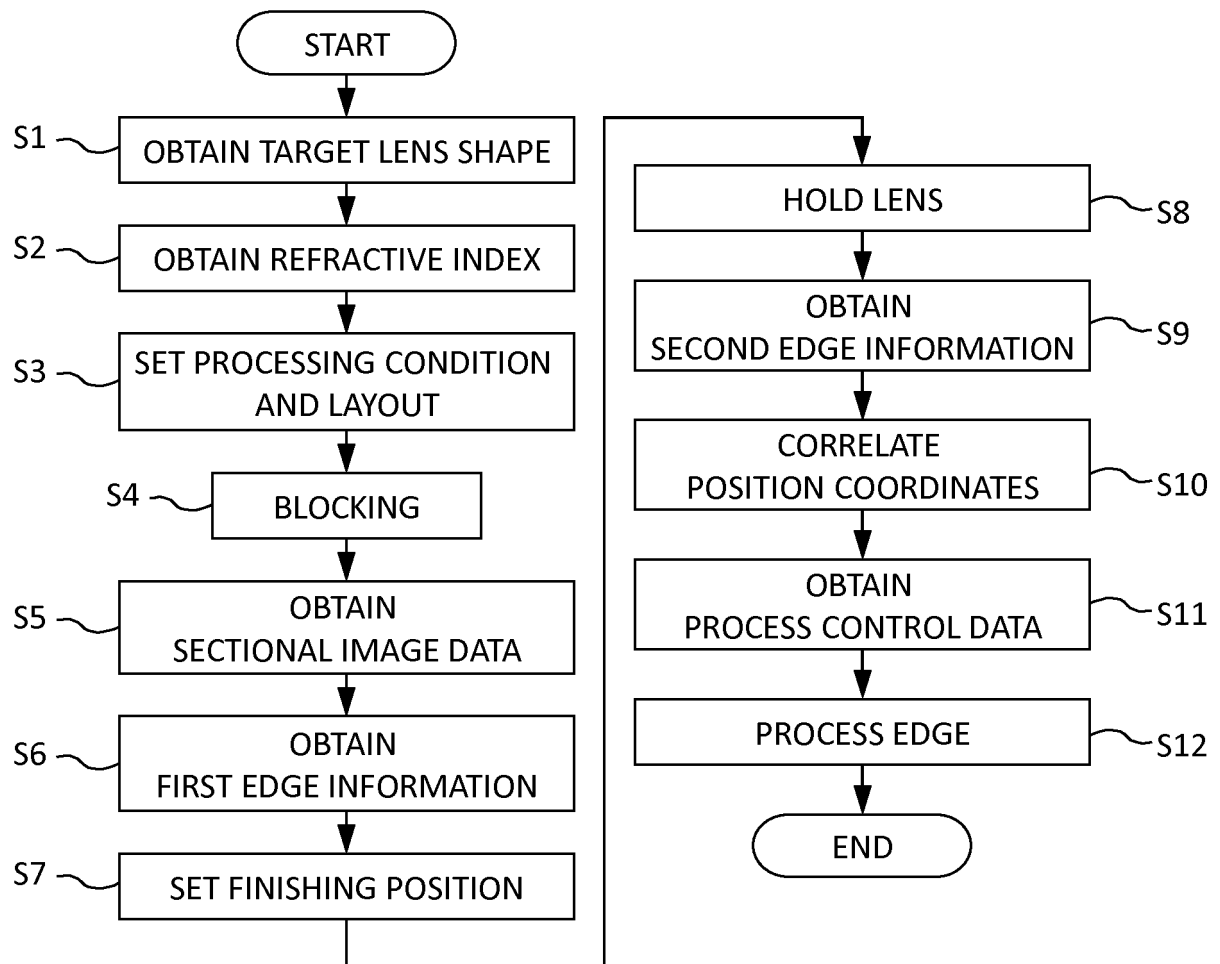 START
S1
OBTAIN TARGET LENS SHAPE
S2
OBTAIN REFRACTIVE INDEX
S3
SET PROCESSING CONDITION
AND LAYOUT
S4
BLOCKING
S5
OBTAIN
SECTIONAL IMAGE DATA
S6
OBTAIN
FIRST EDGE INFORMATION
S7
SET FINISHING POSITION
HOLD LENS
S8
OBTAIN
SECOND EDGE INFORMATION
S9
CORRELATE
POSITION COORDINATES
S10
OBTAIN
PROCESS CONTROL DATA
S11
PROCESS EDGE
S12
END